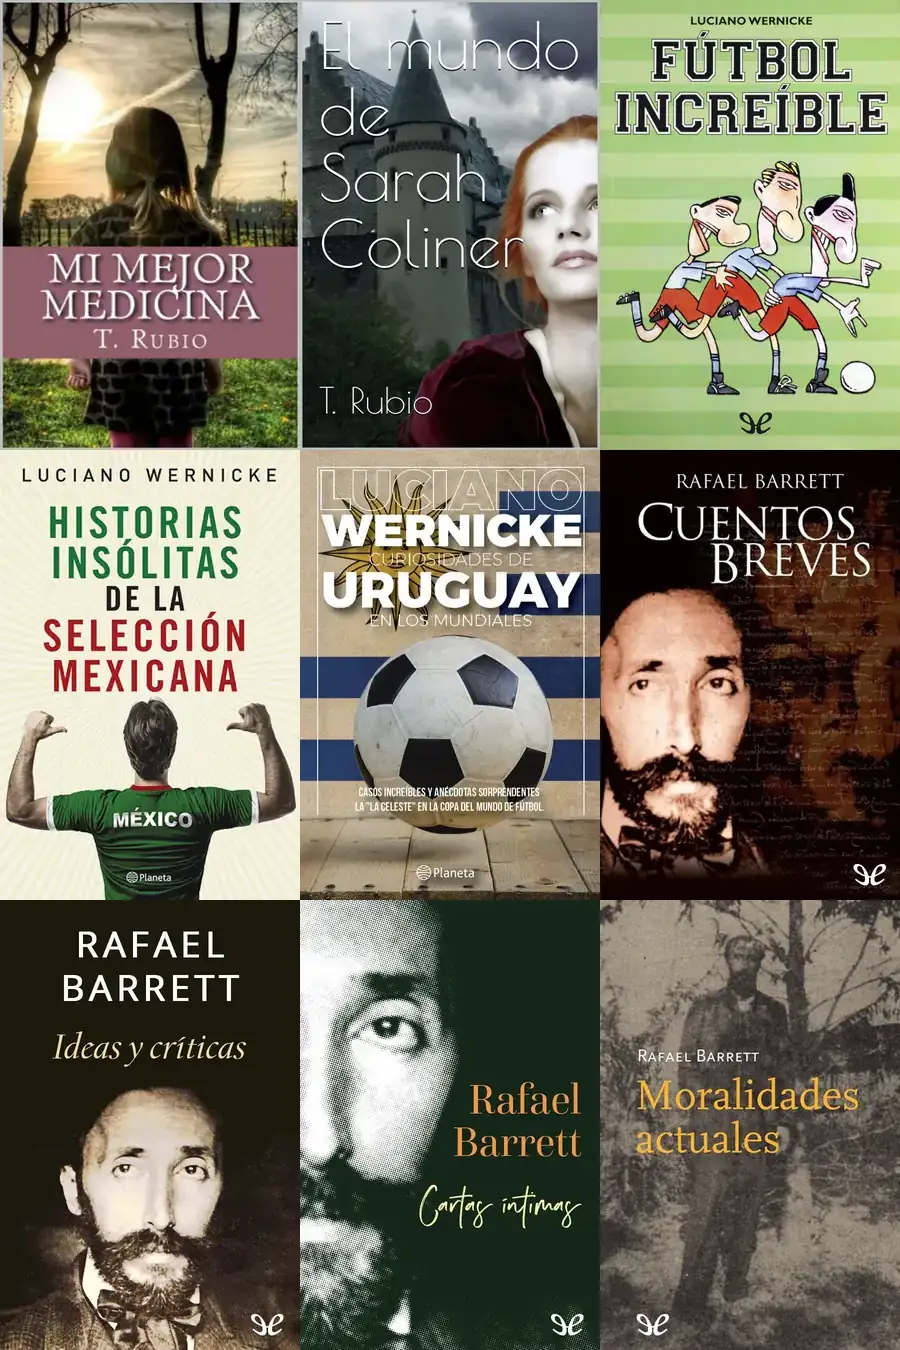 MI MEJOR
MEDICINA
T. RUBIO
El mundo
de
Sarah
Coliner
T. Rubio
LUCIANO WERNICKE
FÚTBOL
INCREÍBLE
LUCIANO WERNICKE
HISTORIAS
INSÓLITAS
DE LA
SELECCIÓN
MEXICANA
MÉXICO
Planeta
LUCIANO
WERNICKE
CURIOSIDADES DE
URUGUAY
EN LOS MUNDIALES
CASOS INCREÍBLES Y ANÉCDOTAS SORPRENDENTES
LA "LA CELESTE" EN LA COPA DEL MUNDO DE FÚTBOL.
Planeta
RAFAEL BARRETT
CUENTOS
BREVES
RAFAEL
BARRETT
Ideas y críticas
Rafael
Barrett
Cartas íntimas
RAFAEL BARRETT
Moralidades
actuales